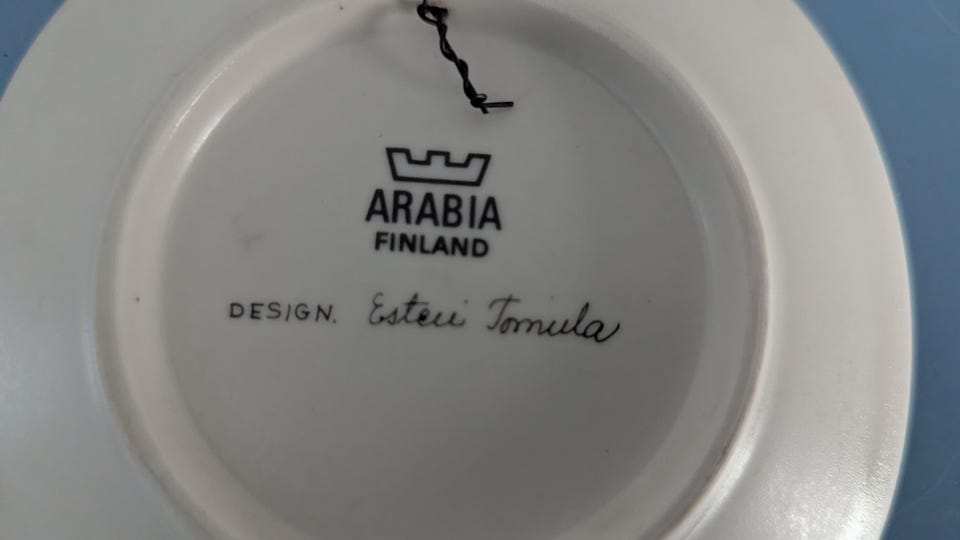 ARABIA
FINLAND
DESIGN. Esteri Tomula